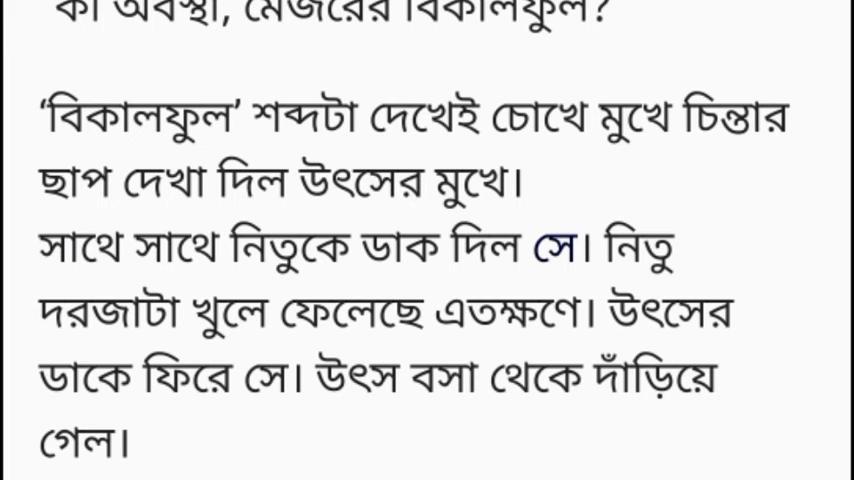 কী অবস্থা, মেজরের বিকালফুল?
‘বিকালফুল’ শব্দটা দেখেই চোখে মুখে চিন্তার
ছাপ দেখা দিল উৎসের মুখে।
সাথে সাথে নিতুকে ডাক দিল সে। নিতু
দরজাটা খুলে ফেলেছে এতক্ষণে। উৎসের
ডাকে ফিরে সে। উৎস বসা থেকে দাঁড়িয়ে
গেল।